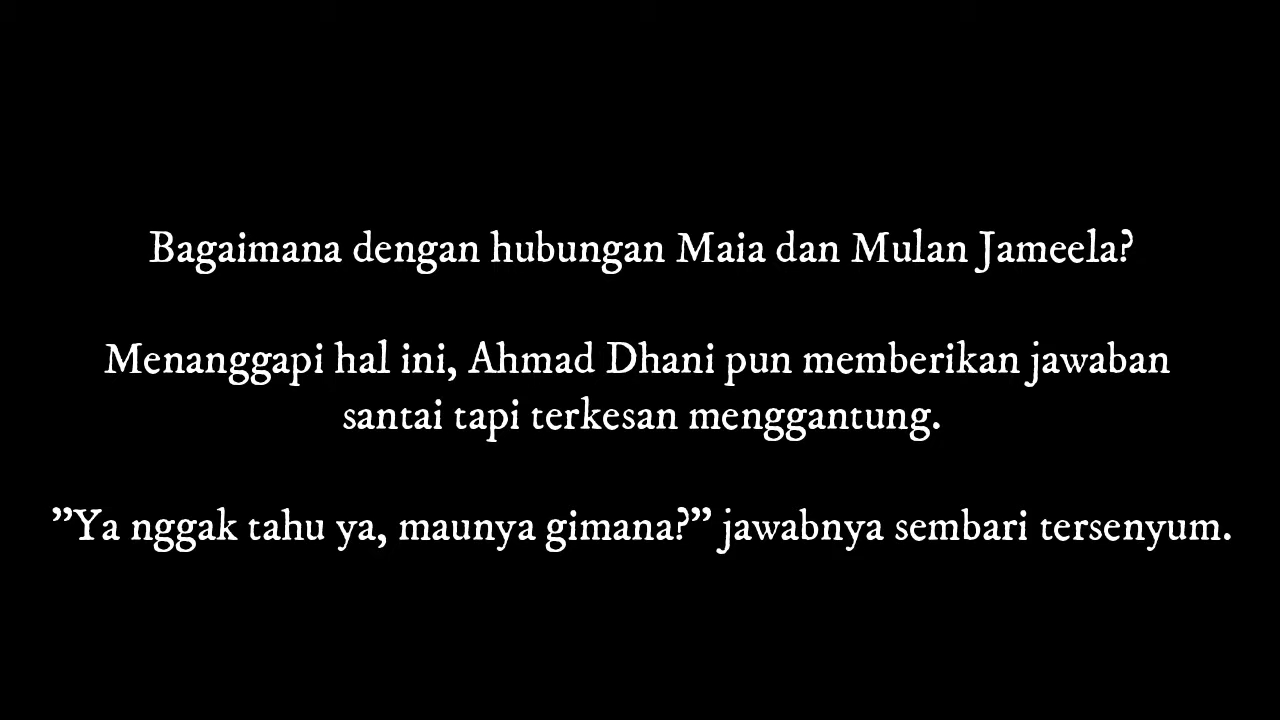 Bagaimana dengan hubungan Maia dan Mulan Jameela?
Menanggapi hal ini, Ahmad Dhani pun memberikan jawaban
santai tapi terkesan menggantung.
”Ya nggak tahu ya, maunya gimana?” jawabnya sembari tersenyum.